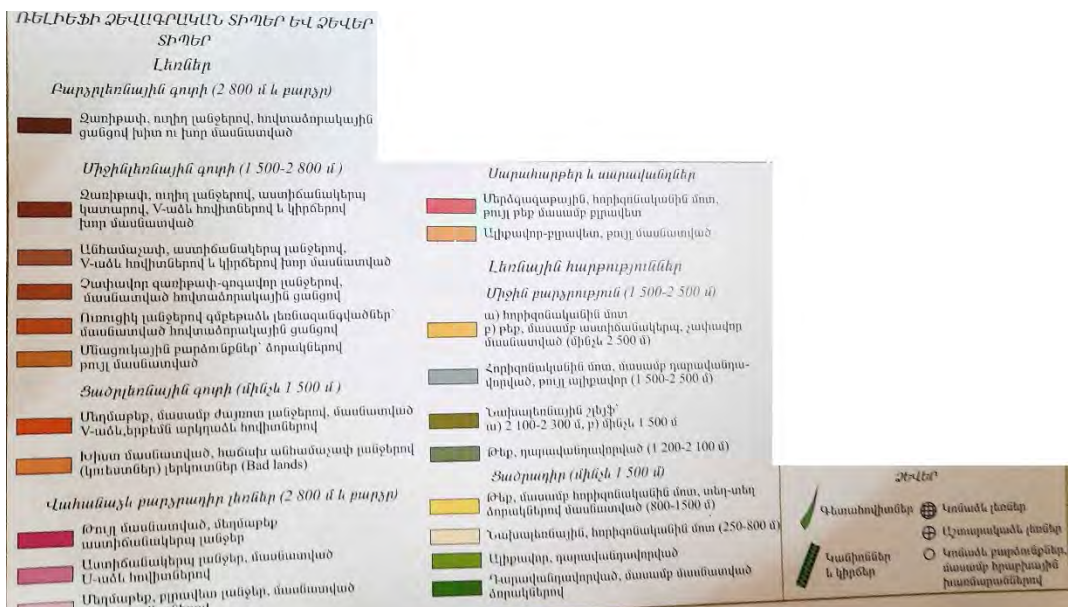 ՌԵԼԻԵՖԻ ՁԵՎԱԳՐԱԿԱՆ ՏԻՊԵՐ ԵՎ ՁԵՎԵՐ
ՏԻՊԵՐ
Լեռներ
Բարձրլեռնային գոտի (2 800 մ և բարձր)
Զառիթափ, ուղիղ լանջերով, հովտաձորակային
ցանցով խիտ ու խոր մասնատված
Միջինլեռնային գոտի (1 500-2 800 մ)
Զառիթափ, ուղիղ լանջերով, աստիճանակերպ
կատարով, V-աձև հովիտներով և կիրճերով
խոր մասնատված
Անհամաչափ, աստիճանակերպ լանջերով,
V-աձև հովիտներով և կիրճերով խոր մասնատված
Չափավոր զառիթափ-գոգավոր լանջերով,
մասնատված հովտաձորակային ցանցով
Ուռուցիկ լանջերով գմբեթաձև լեռնազանգվածներ՝
մասնատված հովտաձորակային ցանցով
Մնացուկային բարձունքներ՝ ձորակներով
թույլ մասնատված
Ցածրլեռնային գոտի (մինչև 1 500 մ)
Մեղմաթեք, մասամբ ժայռոտ լանջերով, մասնատված
V-աձև,երբեմն արկղաձև հովիտներով
Խիստ մասնատված, հաճախ անհամաչափ լանջերով
(կուեստներ) լերկուտներ (Bad lands)
Վահանաձև բարձրադիր լեռներ (2 800 մ և բարձր)
Թույլ մասնատված, մեղմաթեք
աստիճանակերպ լանջեր
Աստիճանակերպ լանջեր, մասնատված
U-աձև հովիտներով
Մեղմաթեք, բլրավետ լանջեր, մասնատված
Սարահարթեր և սարավանդներ
Մերձգագաթային, հորիզոնականին մոտ,
թույլ թեք մասամբ բլրավետ
Ալիքավոր-բլրավետ, թույլ մասնատված
Լեռնային հարթություններ
Միջին բարձրություն (1 500-2 500 մ)
ա) հորիզոնականին մոտ
բ) թեք, մասամբ աստիճանակերպ, չափավոր
մասնատված (մինչև 2 500 մ)
Հորիզոնականին մոտ, մասամբ դարավանդա-
վորված, թույլ ալիքավոր (1 500-2 500 մ)
Նախալեռնային շլեյֆ՝
ա) 2 100-2 300 մ, բ) մինչև 1 500 մ
Թեք, դարավանդավորված (1 200-2 100 մ)
Ցածրադիր (մինչև 1 500 մ)
Թեք, մասամբ հորիզոնականին մոտ, տեղ-տեղ
ձորակներով մասնատված (800-1500 մ)
Նախալեռնային, հորիզոնականին մոտ (250-800 մ)
Ալիքավոր, դարավանդավորված
Դարավանդավորված, մասամբ մասնատված
ձորակներով
ՁԵՎԵՐ
Գետահովիտներ
Կանիոններ
և կիրճեր
Կոնաձև լեռներ
Աշտարակաձև լեռներ
Կոնաձև բարձունքներ,
մասամբ հրաբխային
խառնարաններով